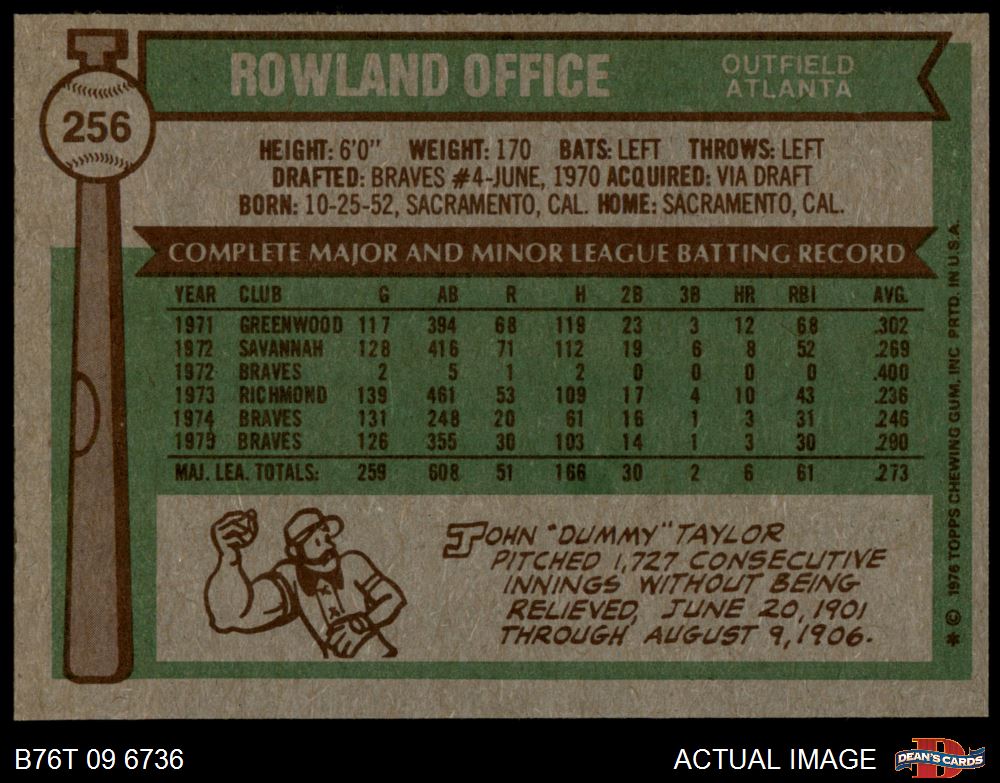 ROWLAND OFFICE
OUTFIELD
ATLANTA
256
HEIGHT: 6'0" WEIGHT: 170 BATS: LEFT THROWS: LEFT
DRAFTED: BRAVES #4-JUNE, 1970 ACQUIRED: VIA DRAFT
BORN: 10-25-52, SACRAMENTO, CAL. HOME: SACRAMENTO, CAL.
COMPLETE MAJOR AND MINOR LEAGUE BATTING RECORD
YEAR CLUB G AB R H 2B 3B HR RBI AVG.
1971 GREENWOOD 117 394 68 119 23 3 12 68 .302
1972 SAVANNAH 128 416 71 112 19 6 8 52 .269
1972 BRAVES 2 5 1 2 0 0 0 0 .400
1973 RICHMOND 139 461 53 109 17 4 10 43 .236
1974 BRAVES 131 248 20 61 16 1 3 31 .246
1975 BRAVES 126 355 30 103 14 1 3 30 .290
MAJ. LEA. TOTALS: 259 608 51 166 30 2 6 61 .273
JOHN "DUMMY" TAYLOR
PITCHED 1,727 CONSECUTIVE
INNINGS WITHOUT BEING
RELIEVED, JUNE 20, 1901
THROUGH AUGUST 9, 1906.
* © 1976 TOPPS CHEWING GUM, INC PRTD. IN U.S.A.
B76T 09 6736
ACTUAL IMAGE
D
DEAN'S CARDS